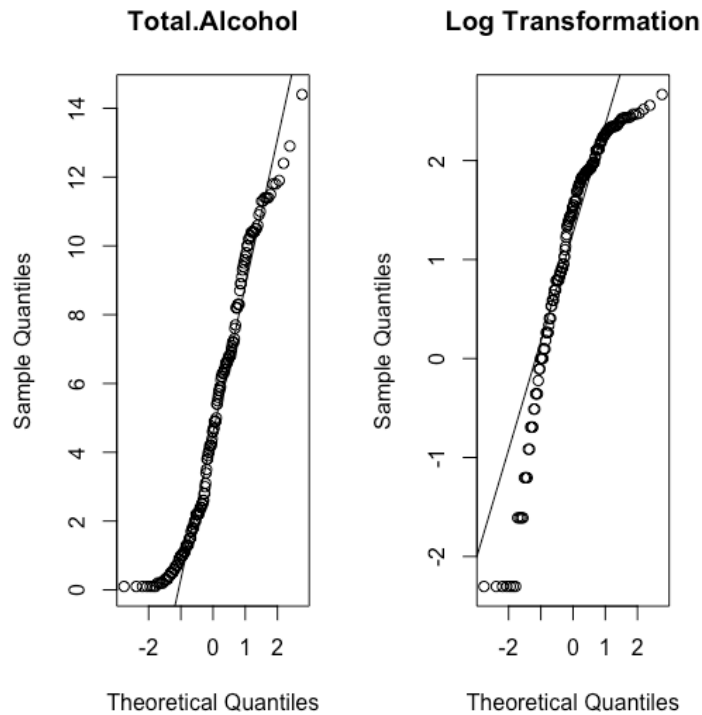 Total.Alcohol
Sample Quantiles
0 2 4 6 8 10 12 14
-2 0 1 2
Theoretical Quantiles
Log Transformation
Sample Quantiles
-2 -1 0 1 2
-2 0 1 2
Theoretical Quantiles